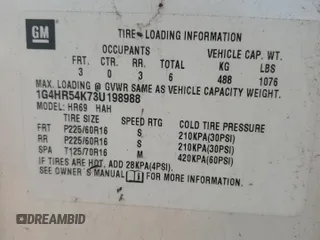 GM
TIRE-LOADING INFORMATION
OCCUPANTS VEHICLE CAP. WT.
FRT. CTR. RR. TOTAL KG LBS
3 0 3 6 488 1076
MAX. LOADING @ GVWR SAME AS VEHICLE CAPACITY WEIGHT.
1G4HR54K73U198988
MODEL: HR69 HAH
TIRE SIZE SPEED RTG COLD TIRE PRESSURE
FRT P225/60R16 S 210KPA(30PSI)
RR P225/60R16 S 210KPA(30PSI)
SPA T125/70R16 M 420KPA(60PSI)
IF TIRES ARE HOT, ADD 28KPA(4PSI).
SEE OWNER'S MANUAL FOR MORE INFORMATION.
DREAMBID